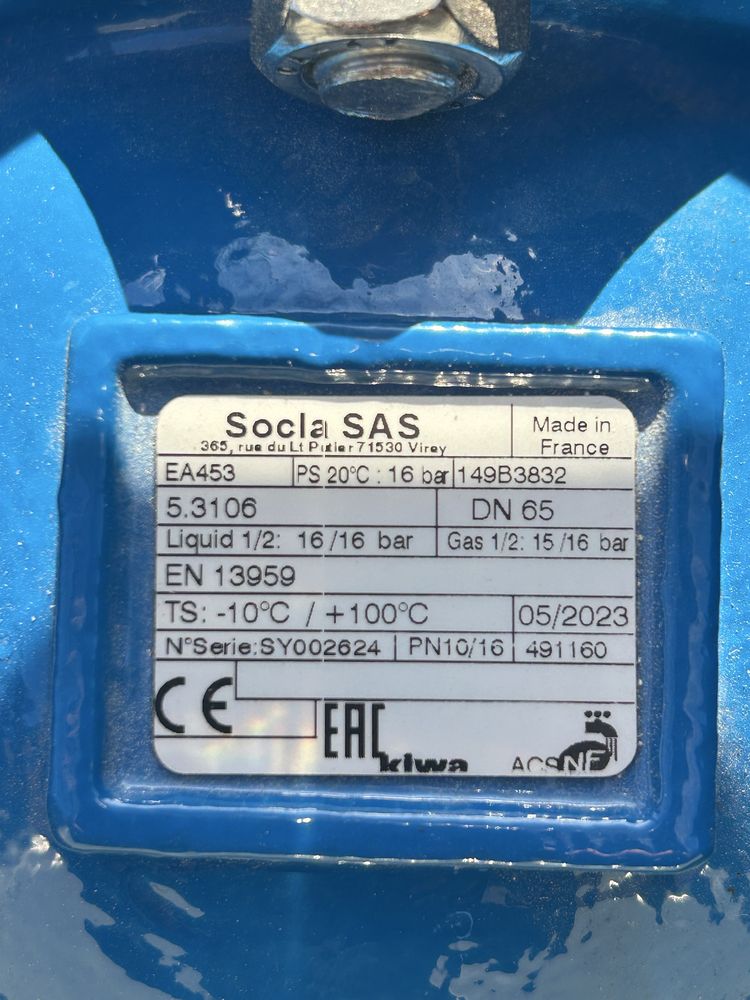 Socla SAS
365, rue du Lt Putier 71530 Virey
Made in
France
EA453 PS 20°C : 16 bar 149B3832
5.3106 DN 65
Liquid 1/2: 16/16 bar Gas 1/2: 15/16 bar
EN 13959
TS: -10°C / +100°C 05/2023
N°Serie:SY002624 PN10/16 491160
CE EAC
kiwa ACS NF